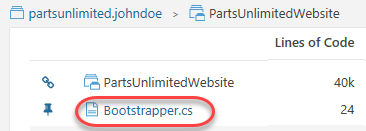 partsunlimited.johndoe > PartsUnlimitedWebsite
Lines of Code
PartsUnlimitedWebsite 40k
Bootstrapper.cs 24